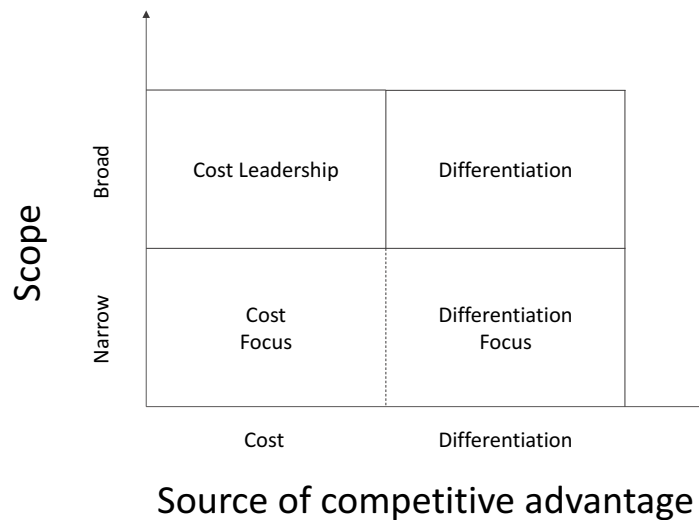 Scope
Broad
Cost Leadership
Differentiation
Narrow
Cost
Focus
Differentiation
Focus
Cost
Differentiation
Source of competitive advantage